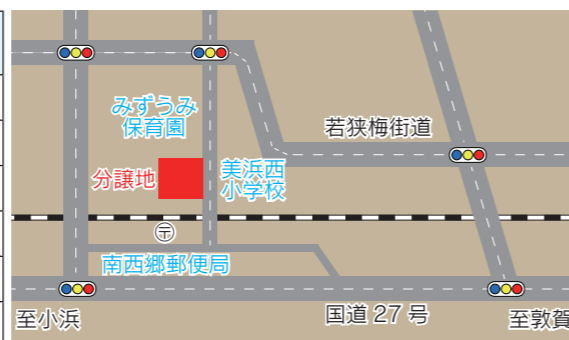 みずうみ
保育園
若狭梅街道
分譲地
美浜西
小学校
〒
南西郷郵便局
至小浜
国道 27 号
至敦賀